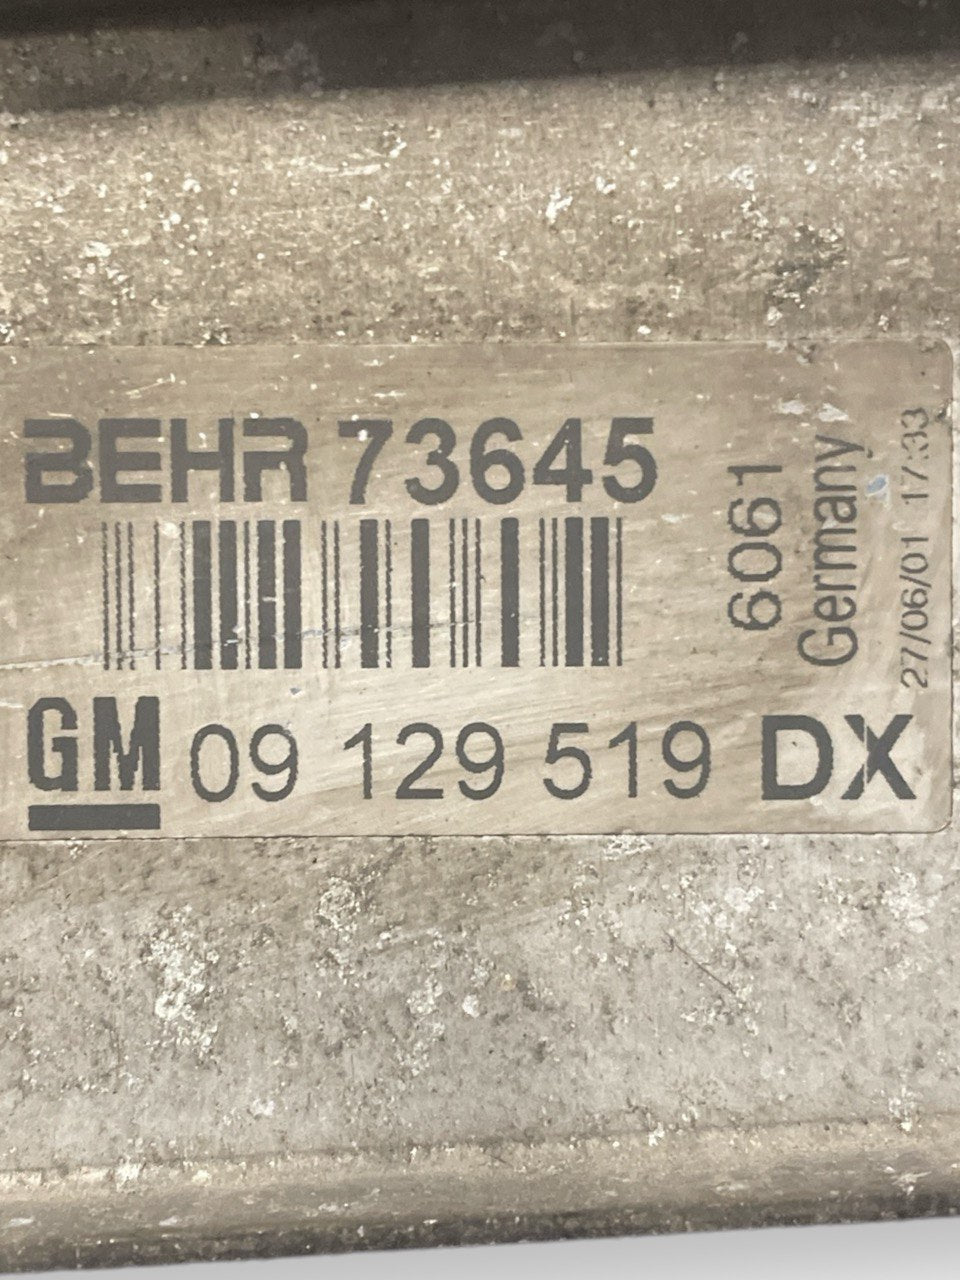 BEHR 73645
6061
Germany
27/06/01 17:33
GM 09 129 519 DX